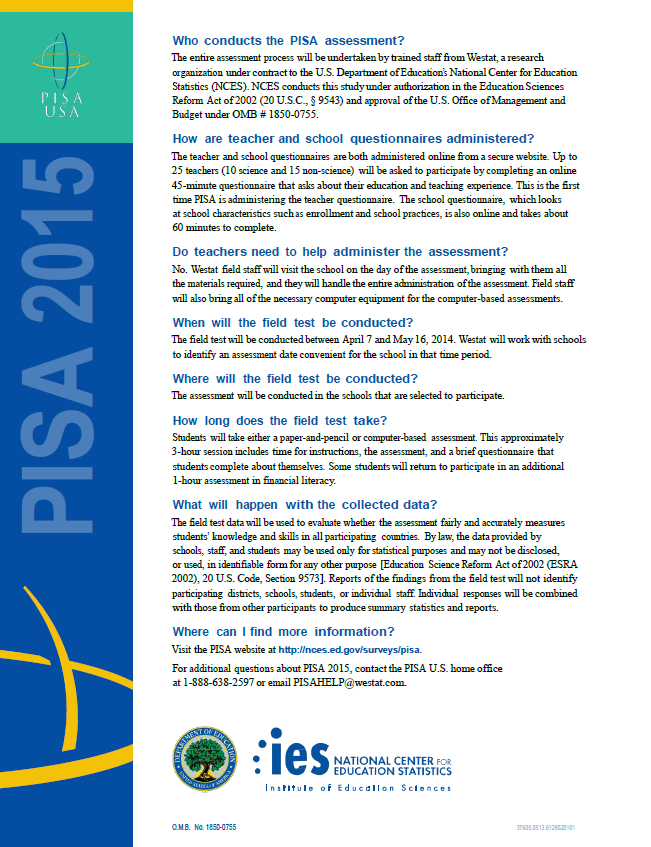 PISA
USA
PISA 2015
Who conducts the PISA assessment?
The entire assessment process will be undertaken by trained staff from Westat, a research
organization under contract to the U.S. Department of Education's National Center for Education
Statistics (NCES). NCES conducts this study under authorization in the Education Sciences
Reform Act of 2002 (20 U.S.C., § 9543) and approval of the U.S. Office of Management and
Budget under OMB # 1850-0755.
How are teacher and school questionnaires administered?
The teacher and school questionnaires are both administered online from a secure website. Up to
25 teachers (10 science and 15 non-science) will be asked to participate by completing an online
45-minute questionnaire that asks about their education and teaching experience. This is the first
time PISA is administering the teacher questionnaire. The school questionnaire, which looks
at school characteristics such as enrollment and school practices, is also online and takes about
60 minutes to complete.
Do teachers need to help administer the assessment?
No. Westat field staff will visit the school on the day of the assessment, bringing with them all
the materials required, and they will handle the entire administration of the assessment. Field staff
will also bring all of the necessary computer equipment for the computer-based assessments.
When will the field test be conducted?
The field test will be conducted between April 7 and May 16, 2014. Westat will work with schools
to identify an assessment date convenient for the school in that time period.
Where will the field test be conducted?
The assessment will be conducted in the schools that are selected to participate.
How long does the field test take?
Students will take either a paper-and-pencil or computer-based assessment. This approximately
3-hour session includes time for instructions, the assessment, and a brief questionnaire that
students complete about themselves. Some students will return to participate in an additional
1-hour assessment in financial literacy.
What will happen with the collected data?
The field test data will be used to evaluate whether the assessment fairly and accurately measures
students' knowledge and skills in all participating countries. By law, the data provided by
schools, staff, and students may be used only for statistical purposes and may not be disclosed,
or used, in identifiable form for any other purpose [Education Science Reform Act of 2002 (ESRA
2002), 20 U.S. Code, Section 9573]. Reports of the findings from the field test will not identify
participating districts, schools, students, or individual staff. Individual responses will be combined
with those from other participants to produce summary statistics and reports.
Where can I find more information?
Visit the PISA website at http://nces.ed.gov/surveys/pisa.
For additional questions about PISA 2015, contact the PISA U.S. home office
at 1-888-638-2597 or email PISAHELP@westat.com.
DEPARTMENT OF EDUCATION
UNITED STATES OF AMERICA
ies NATIONAL CENTER FOR
EDUCATION STATISTICS
Institute of Education Sciences
O.M.B. No. 1850-0755
37605.0513.6128020101